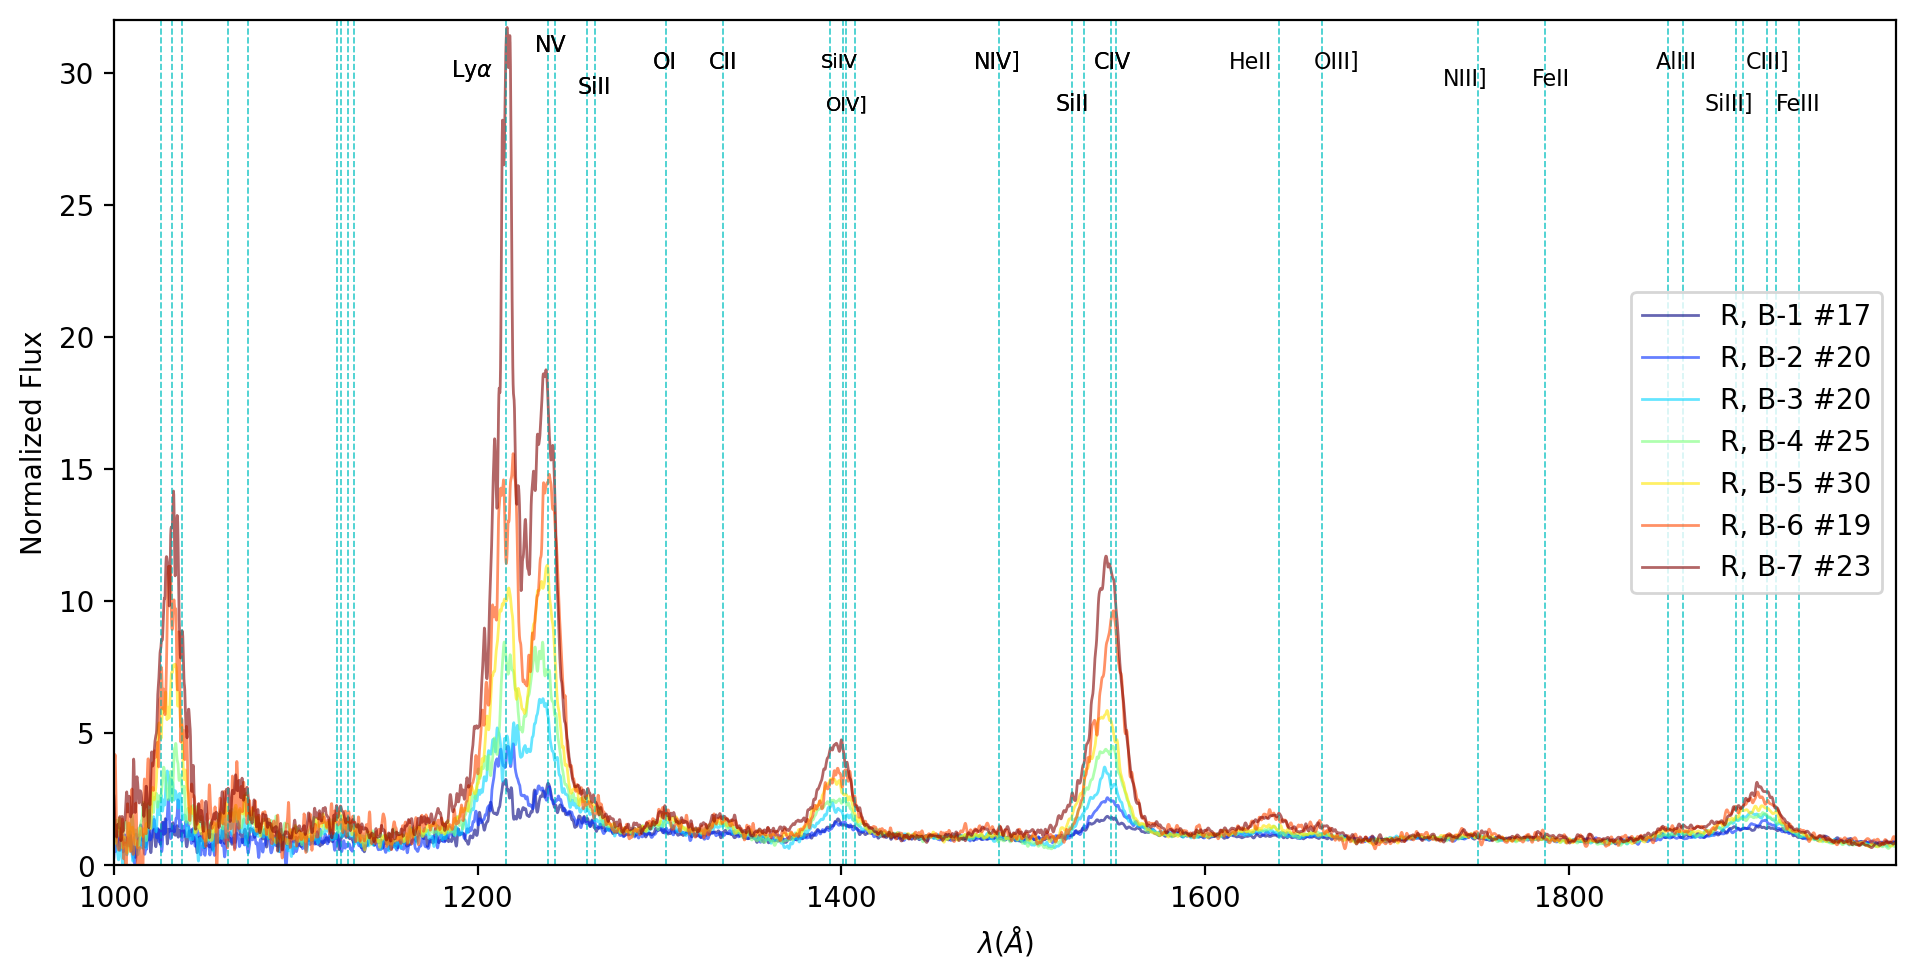 NV
Lyα
SiII
OI
CII
SiIV
OIV]
NIV]
CIV
SiII
HeII
OIII]
NIII]
FeII
AlIII
CIII]
SiIII]
FeIII
30
25
20
15
10
5
0
Normalized Flux
R, B-1 #17
R, B-2 #20
R, B-3 #20
R, B-4 #25
R, B-5 #30
R, B-6 #19
R, B-7 #23
1000
1200
1400
1600
1800
λ(Å)